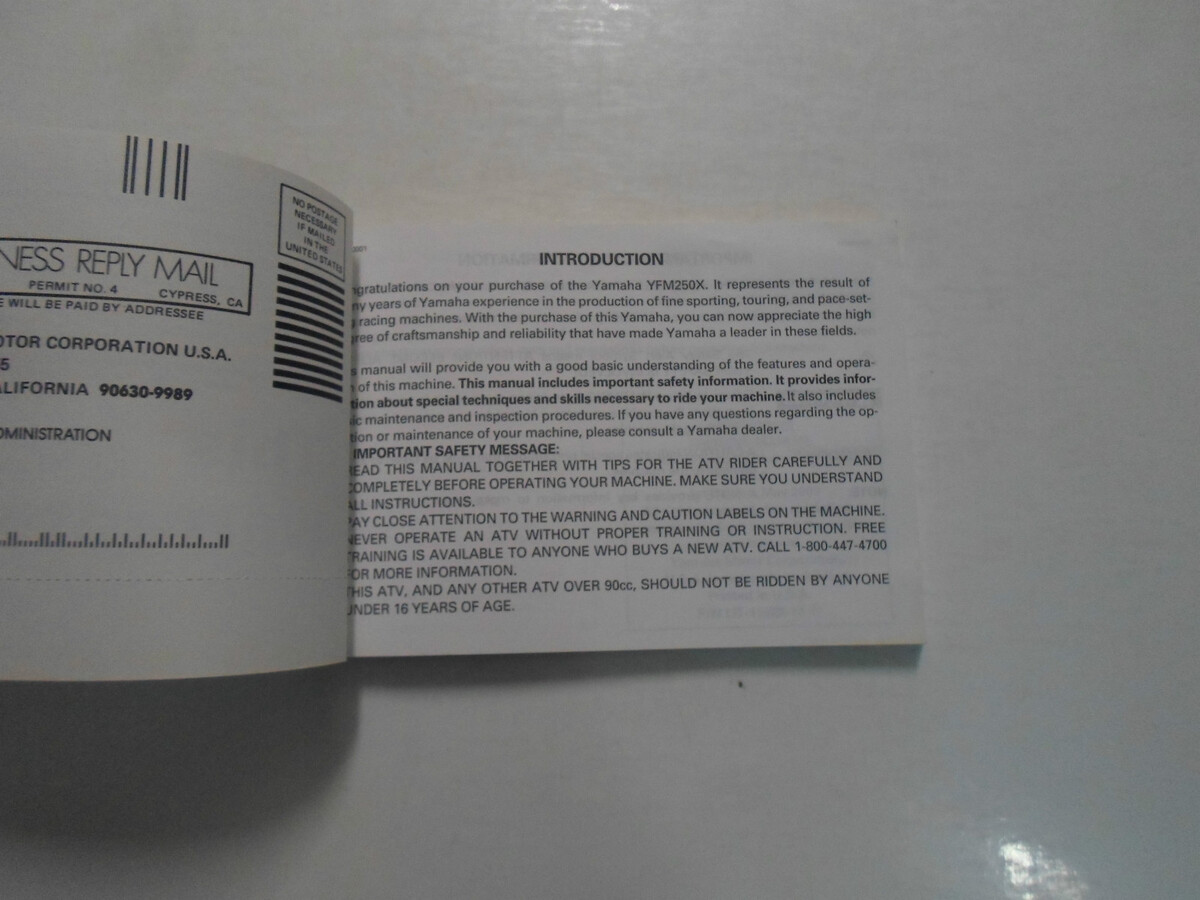 NO POSTAGE
NECESSARY
IF MAILED
IN THE
UNITED STATES
NESS REPLY MAIL
PERMIT NO. 4 CYPRESS, CA
E WILL BE PAID BY ADDRESSEE
OTOR CORPORATION U.S.A.
5
ALIFORNIA 90630-9989
DMINISTRATION
INTRODUCTION
ngratulations on your purchase of the Yamaha YFM250X. It represents the result of
ny years of Yamaha experience in the production of fine sporting, touring, and pace-set-
racing machines. With the purchase of this Yamaha, you can now appreciate the high
ree of craftsmanship and reliability that have made Yamaha a leader in these fields.
s manual will provide you with a good basic understanding of the features and opera-
n of this machine. This manual includes important safety information. It provides infor-
tion about special techniques and skills necessary to ride your machine. It also includes
ic maintenance and inspection procedures. If you have any questions regarding the op-
tion or maintenance of your machine, please consult a Yamaha dealer.
IMPORTANT SAFETY MESSAGE:
EAD THIS MANUAL TOGETHER WITH TIPS FOR THE ATV RIDER CAREFULLY AND
OMPLETELY BEFORE OPERATING YOUR MACHINE. MAKE SURE YOU UNDERSTAND
ALL INSTRUCTIONS.
PAY CLOSE ATTENTION TO THE WARNING AND CAUTION LABELS ON THE MACHINE.
NEVER OPERATE AN ATV WITHOUT PROPER TRAINING OR INSTRUCTION. FREE
TRAINING IS AVAILABLE TO ANYONE WHO BUYS A NEW ATV. CALL 1-800-447-4700
FOR MORE INFORMATION.
THIS ATV, AND ANY OTHER ATV OVER 90cc, SHOULD NOT BE RIDDEN BY ANYONE
UNDER 16 YEARS OF AGE.